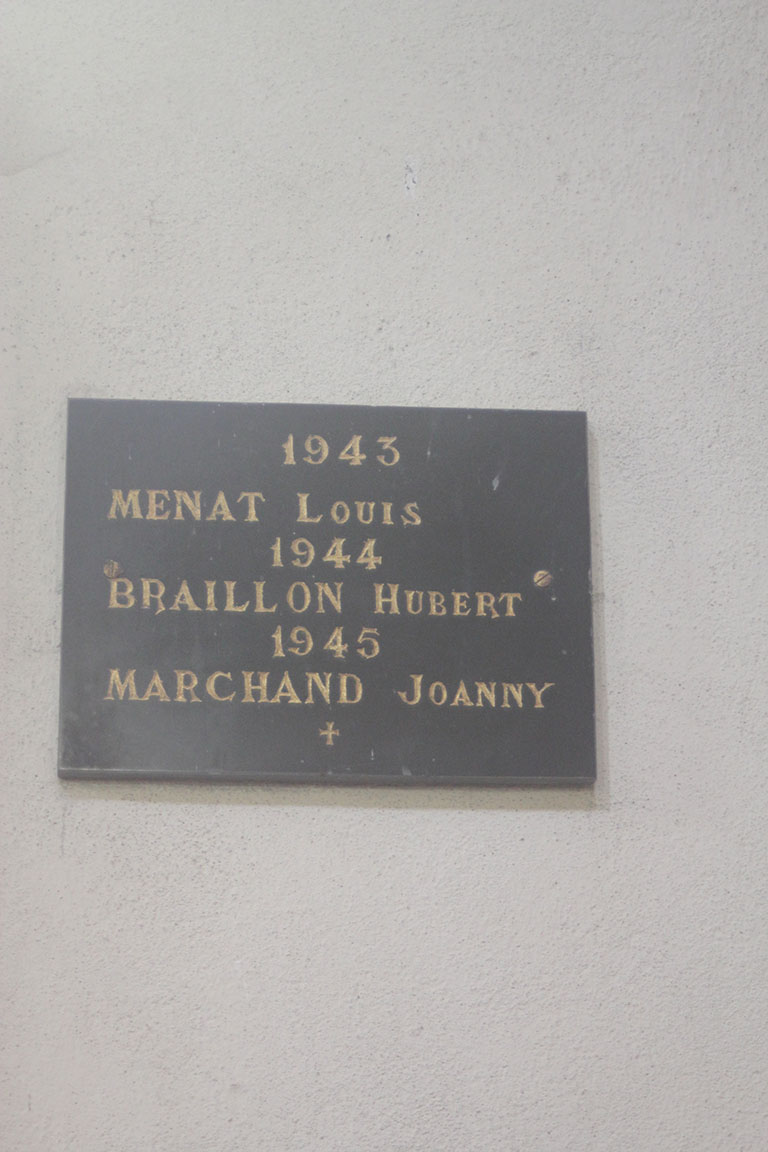 1943
MENAT LOUIS
1944
BRAILLON HUBERT
1945
MARCHAND JOANNY